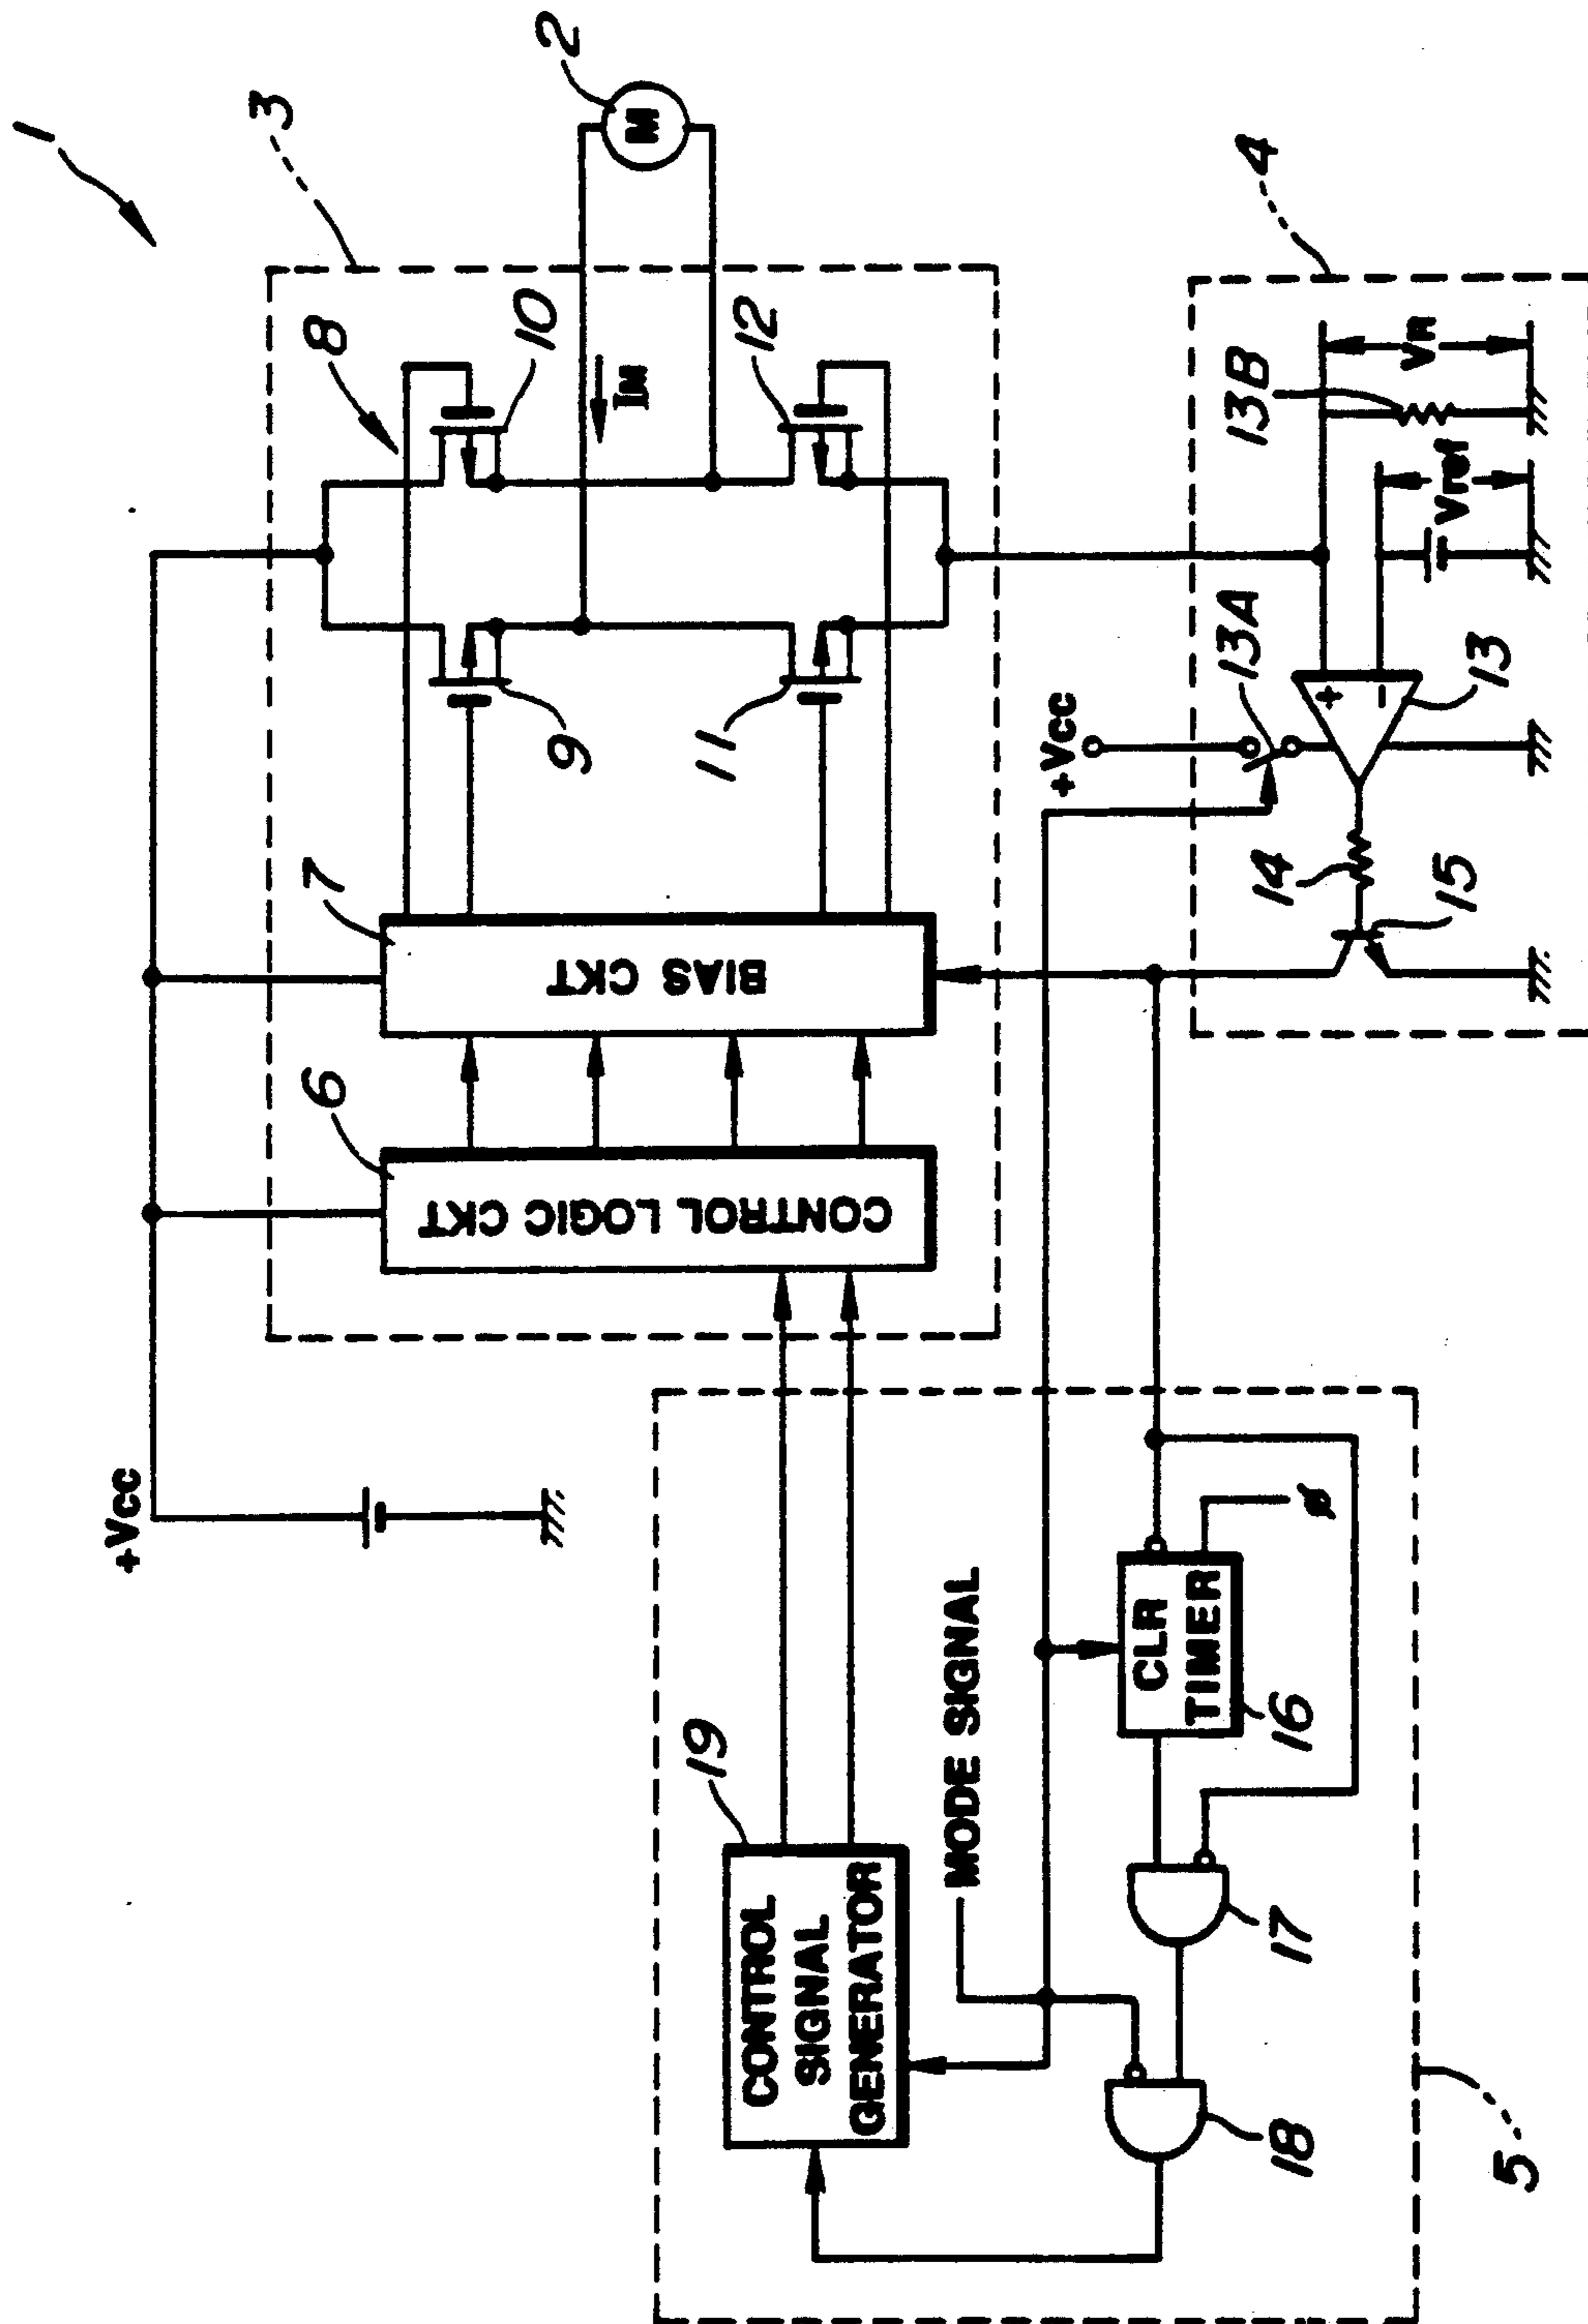 1
+Vcc
3
8
7
6
10
2
M
IM
9
BIAS CKT
CONTROL LOGIC CKT
12
11
19
CONTROL
SIGNAL
GENERATOR
MODE SIGNAL
+Vcc
13A
4
13B
VR
Vref
+
−
14
13
15
CLR
TIMER
16
ø
17
18
5